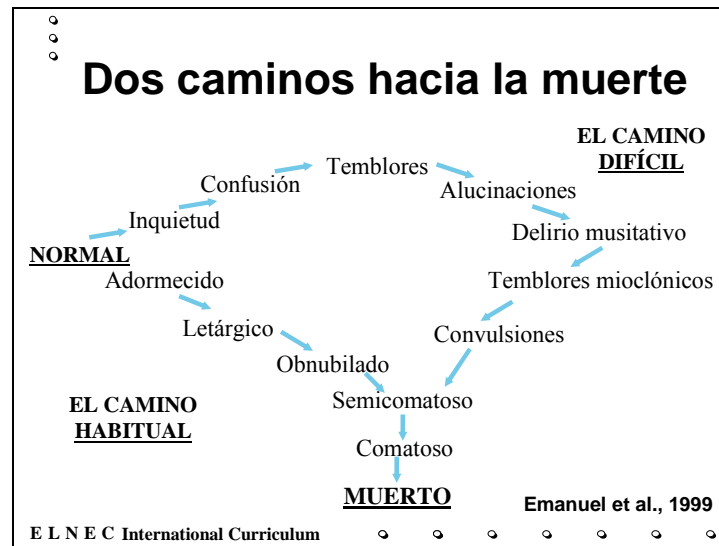 Dos caminos hacia la muerte
EL CAMINO
DIFÍCIL
Temblores
Confusión
Alucinaciones
Inquietud
Delirio musitativo
NORMAL
Adormecido
Temblores mioclónicos
Letárgico
Convulsiones
Obnubilado
EL CAMINO
HABITUAL
Semicomatoso
Comatoso
MUERTO
Emanuel et al., 1999
E L N E C International Curriculum